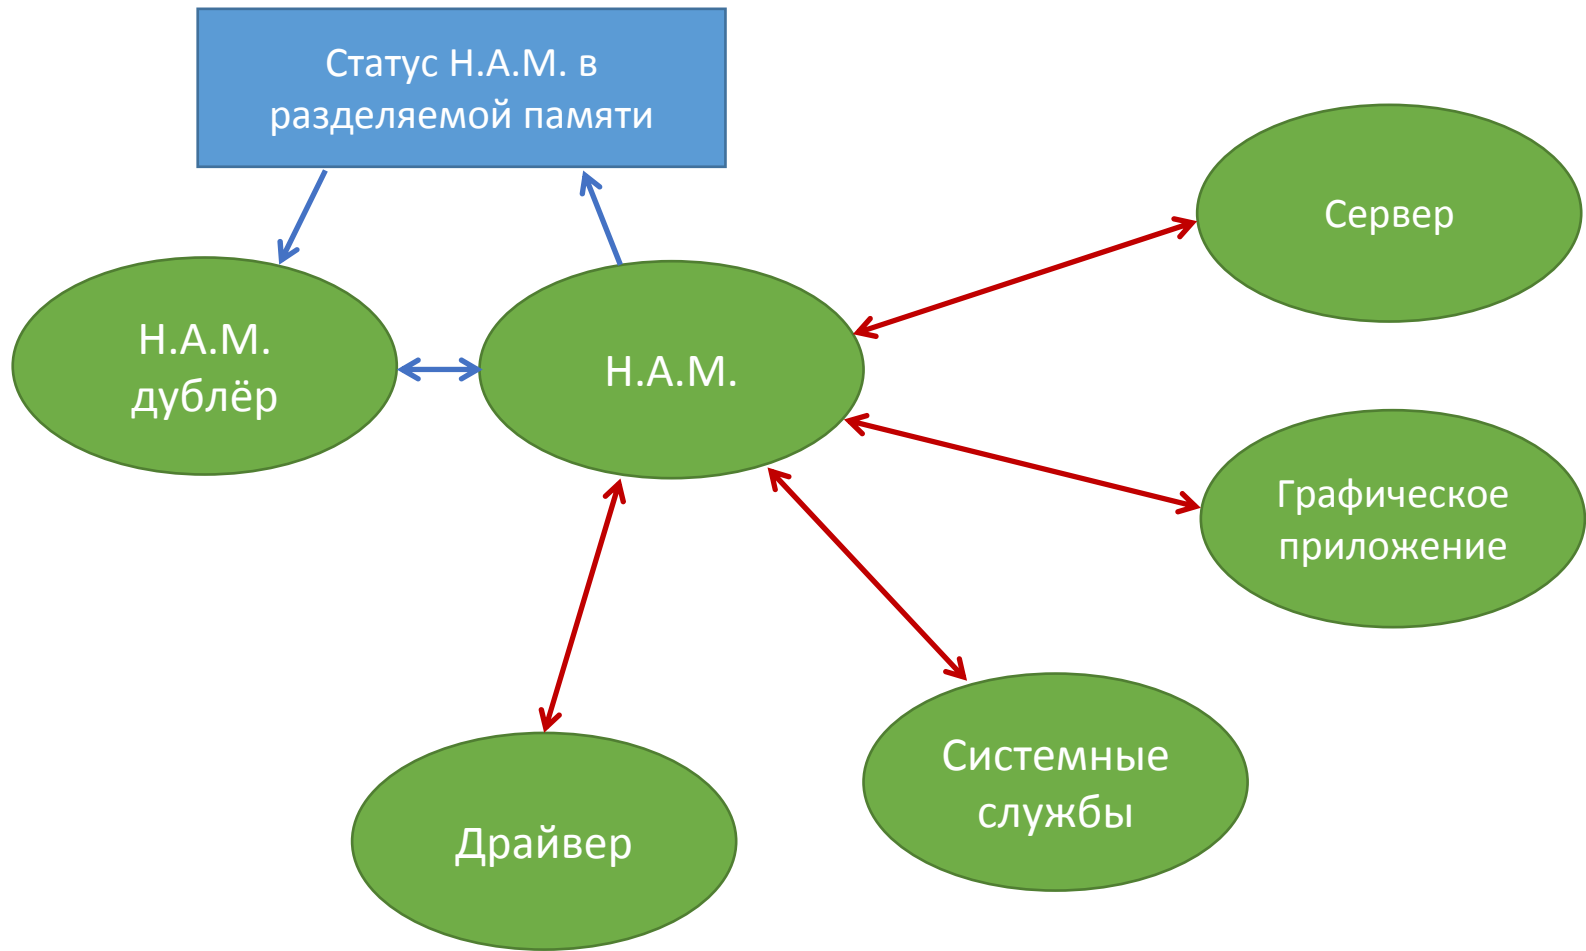 Статус Н.А.М. в
разделяемой памяти
Сервер
Н.А.М.
дублёр
Н.А.М.
Графическое
приложение
Системные
службы
Драйвер